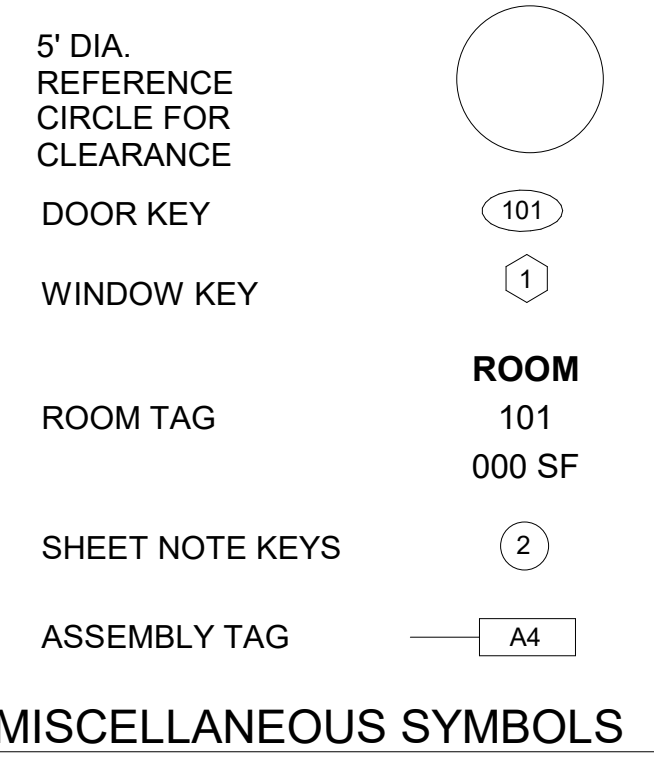 5' DIA.
REFERENCE
CIRCLE FOR
CLEARANCE
DOOR KEY
101
WINDOW KEY
1
ROOM
ROOM TAG
101
000 SF
SHEET NOTE KEYS
2
ASSEMBLY TAG
A4
MISCELLANEOUS SYMBOLS